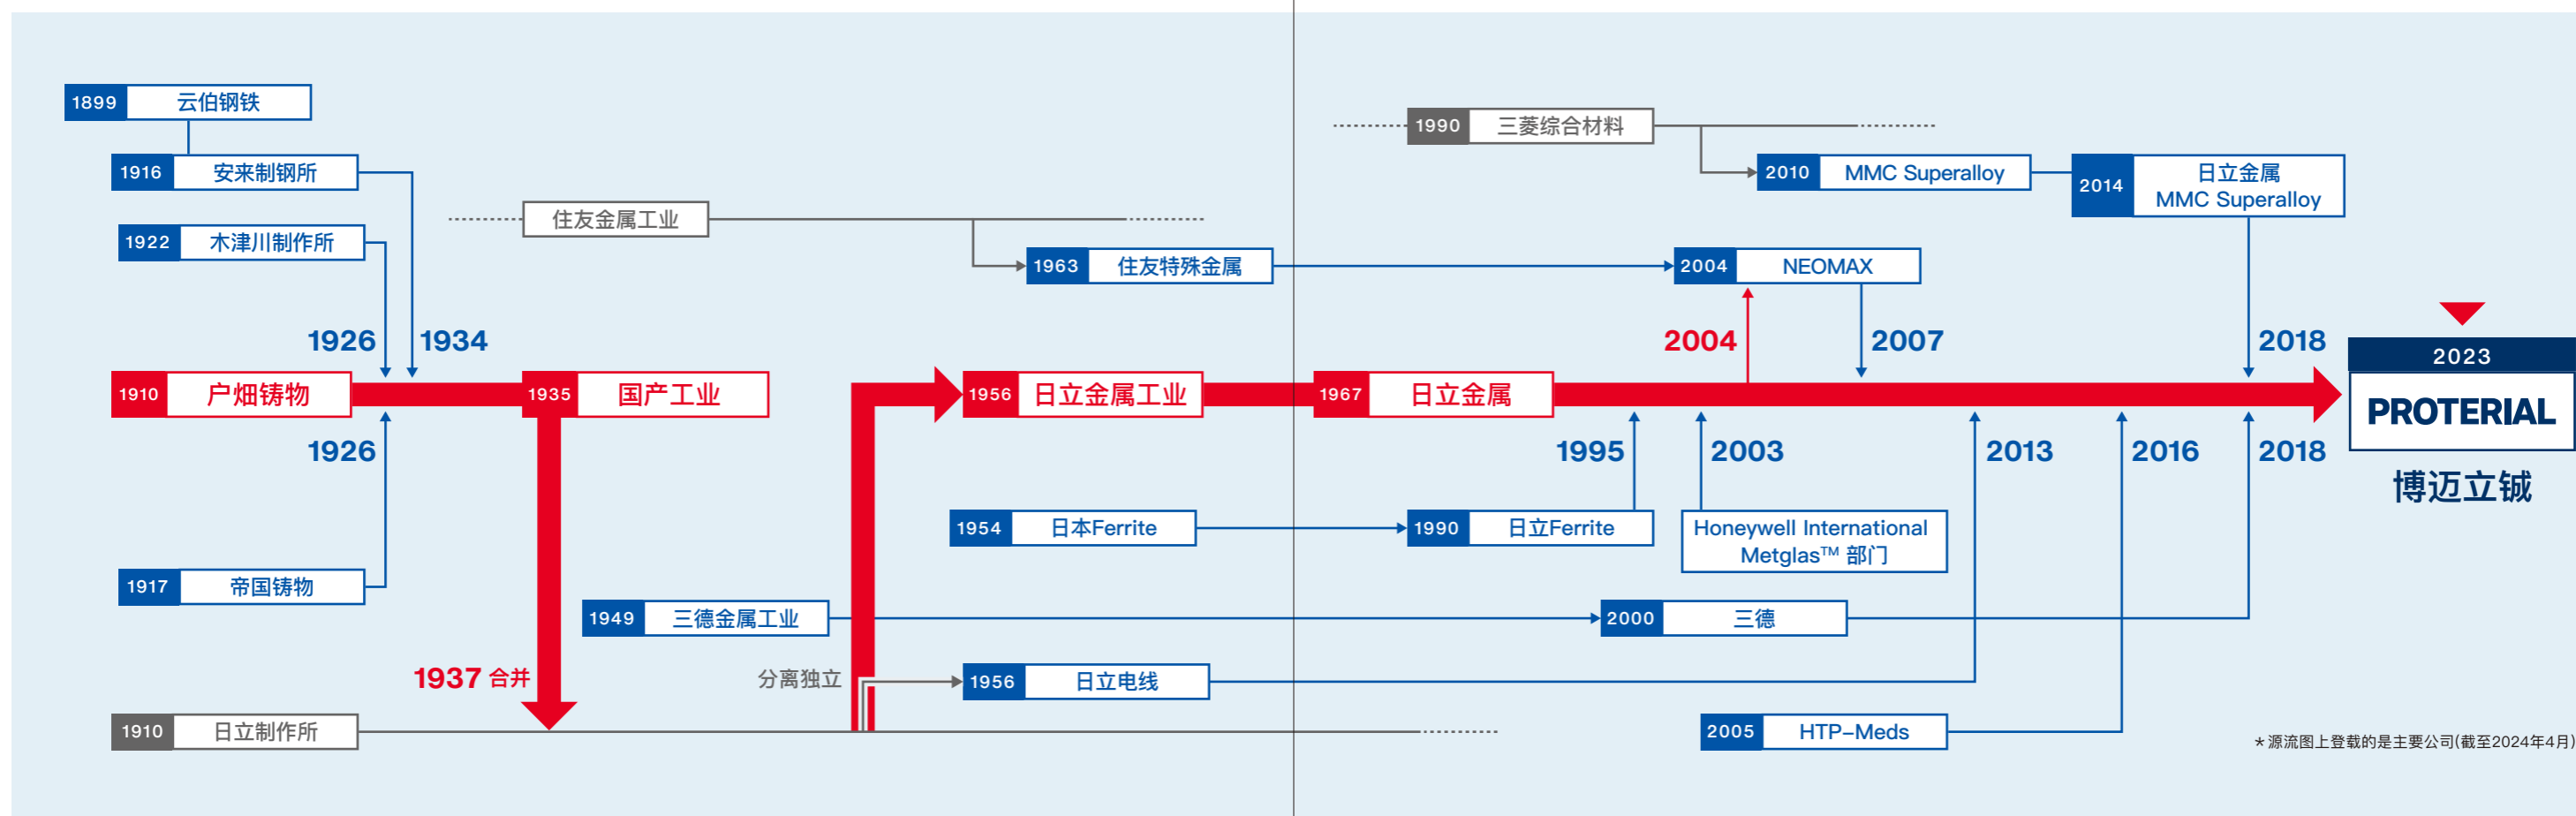 1899 云伯钢铁
1916 安来制钢所
1922 木津川制作所
1926
1934
1910 户畑铸物
1926
1917 帝国铸物
1935 国产工业
1937 合并
1910 日立制作所
住友金属工业
1963 住友特殊金属
分离独立
1956 日立金属工业
1954 日本Ferrite
1949 三德金属工业
1956 日立电线
1990 三菱综合材料
2010 MMC Superalloy
2014 日立金属
MMC Superalloy
2004 NEOMAX
2004
2007
2018
1967 日立金属
1995
2003
2013
2016
2018
1990 日立Ferrite
Honeywell International
Metglas™ 部门
2000 三德
2005 HTP-Meds
2023
PROTERIAL
博迈立铖
*源流图上登载的是主要公司(截至2024年4月)